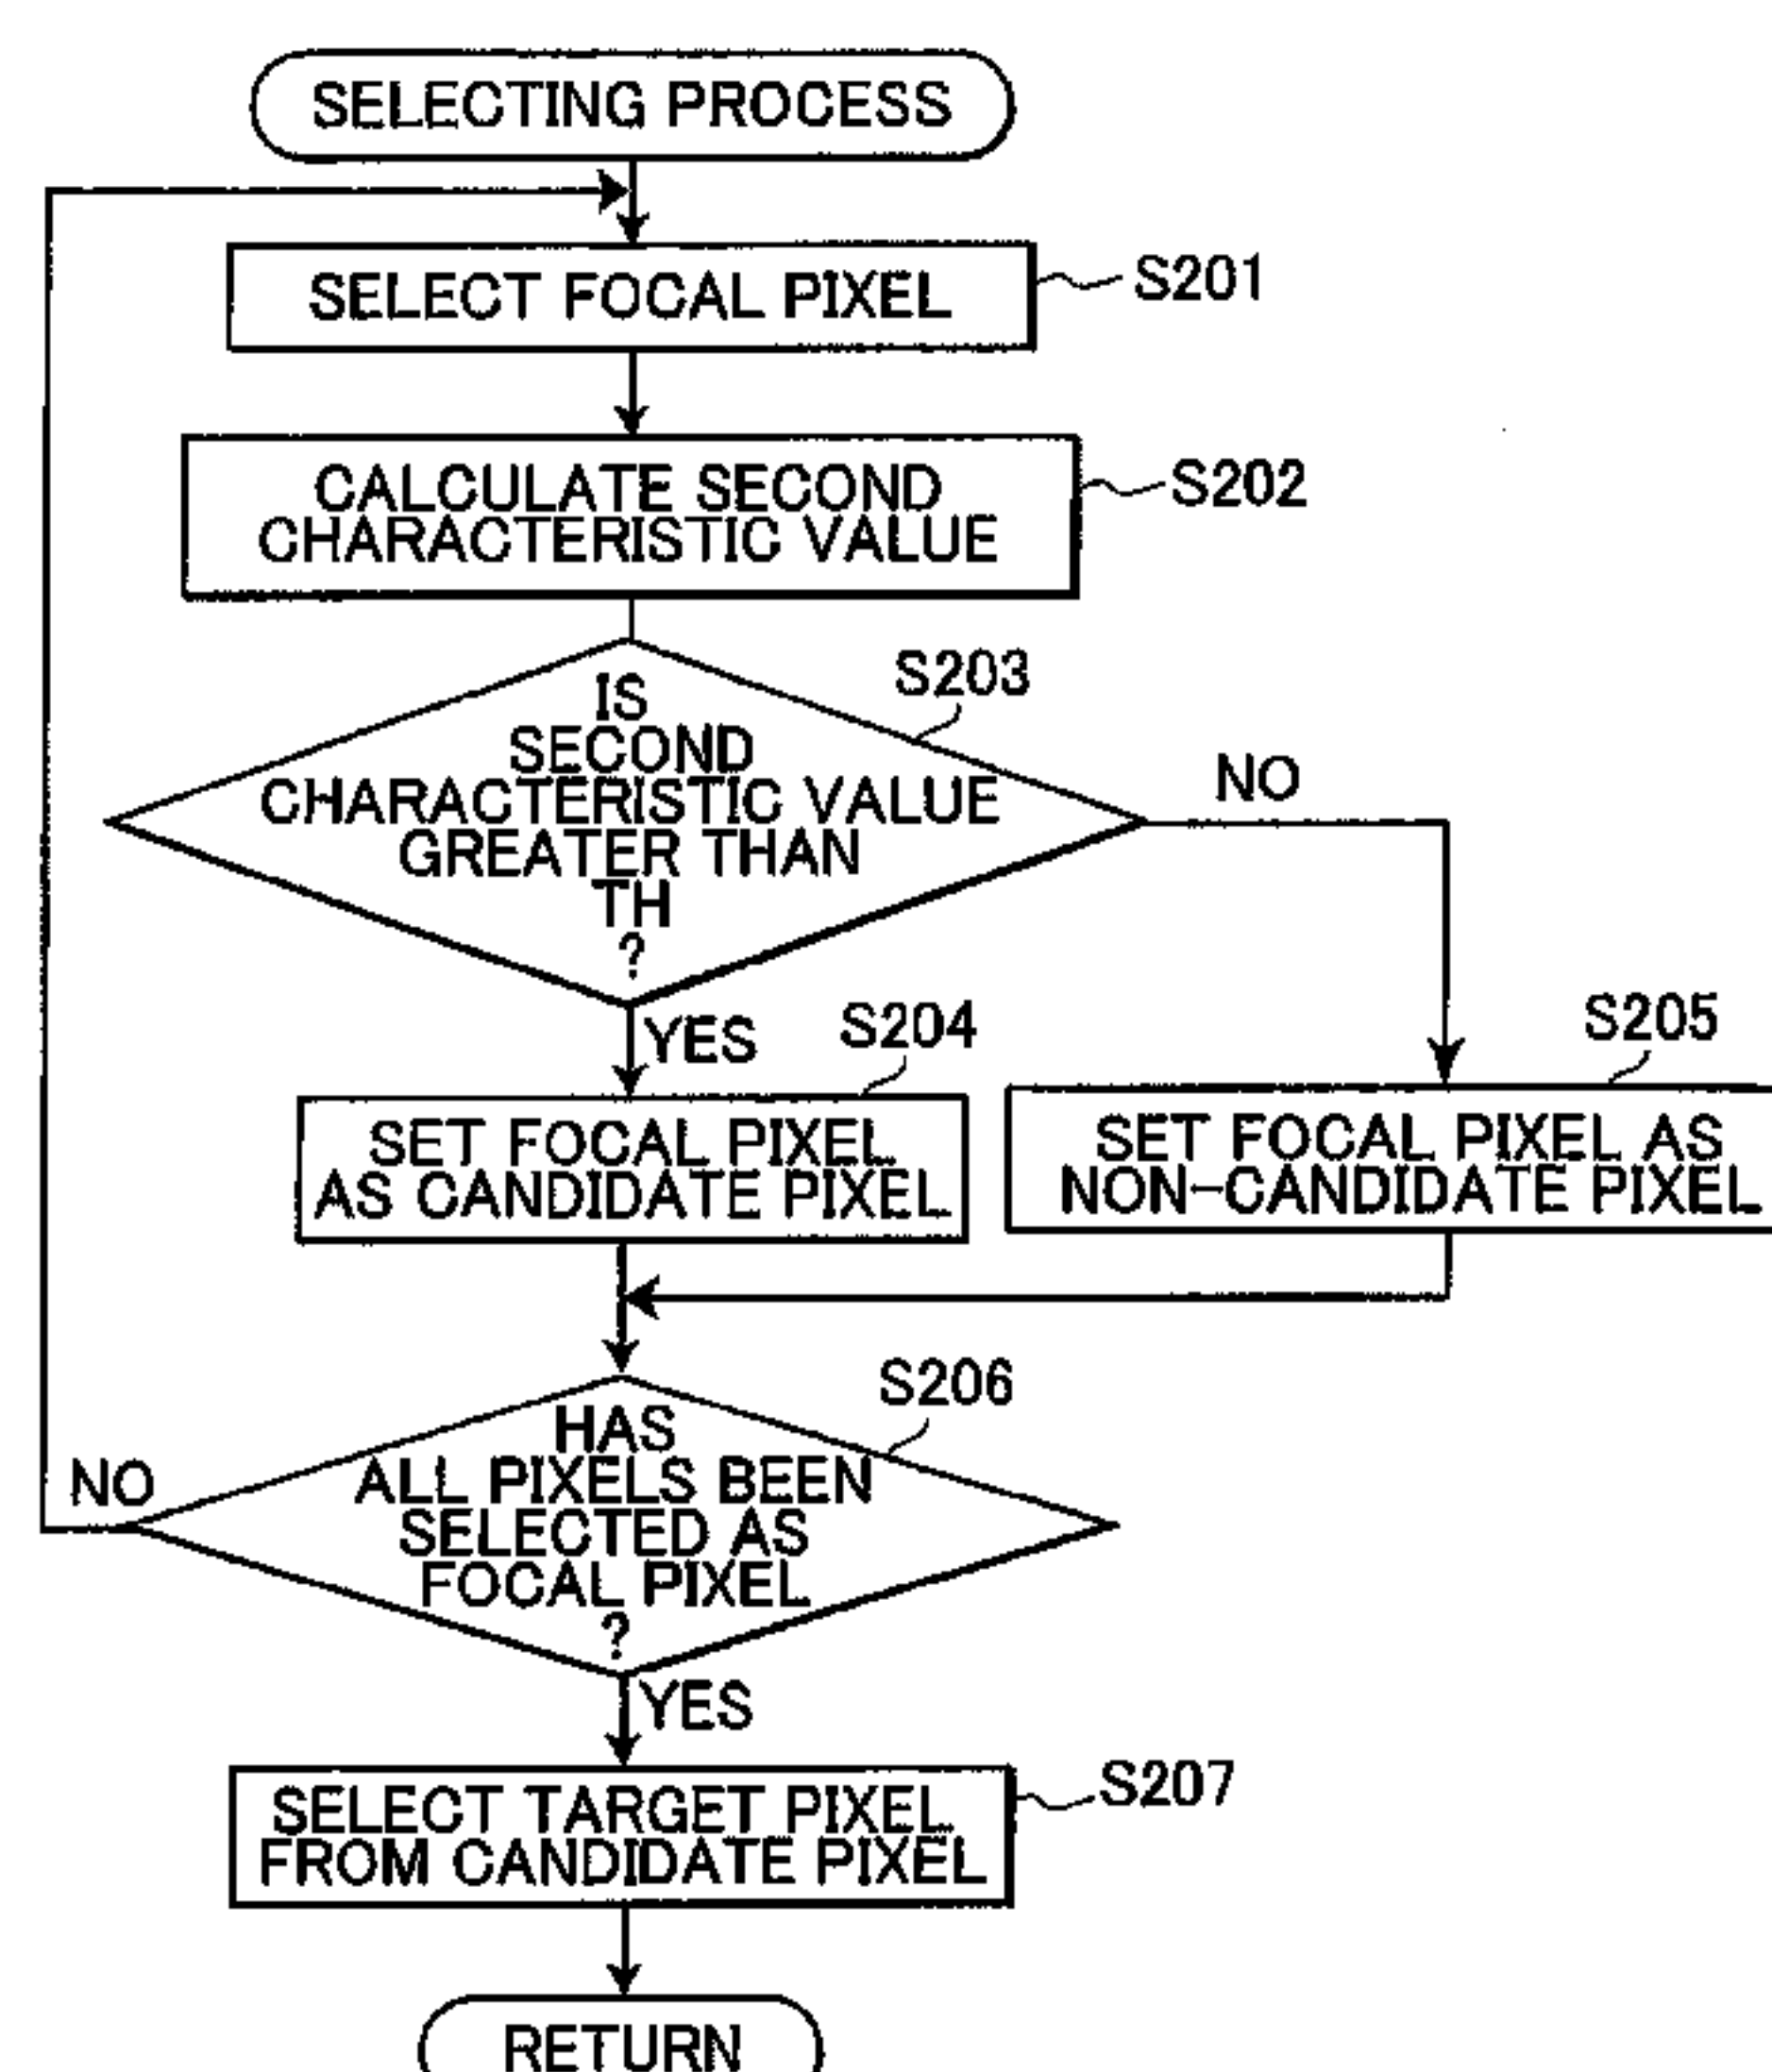 SELECTING PROCESS
SELECT FOCAL PIXEL
S201
CALCULATE SECOND
CHARACTERISTIC VALUE
S202
IS
SECOND
CHARACTERISTIC VALUE
GREATER THAN
TH
?
S203
NO
YES
S204
SET FOCAL PIXEL
AS CANDIDATE PIXEL
S205
SET FOCAL PIXEL AS
NON-CANDIDATE PIXEL
HAS
ALL PIXELS BEEN
SELECTED AS
FOCAL PIXEL
?
S206
NO
YES
SELECT TARGET PIXEL
FROM CANDIDATE PIXEL
S207
RETURN